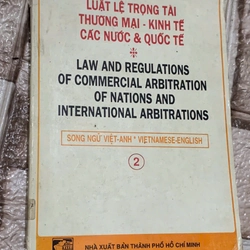 LUẬT LỆ TRỌNG TÀI
THƯƠNG MẠI - KINH TẾ
CÁC NƯỚC & QUỐC TẾ
*
LAW AND REGULATIONS
OF COMMERCIAL ARBITRATION
OF NATIONS AND
INTERNATIONAL ARBITRATIONS
SONG NGỮ VIỆT-ANH * VIETNAMESE-ENGLISH
2
NHÀ XUẤT BẢN THÀNH PHỐ HỒ CHÍ MINH